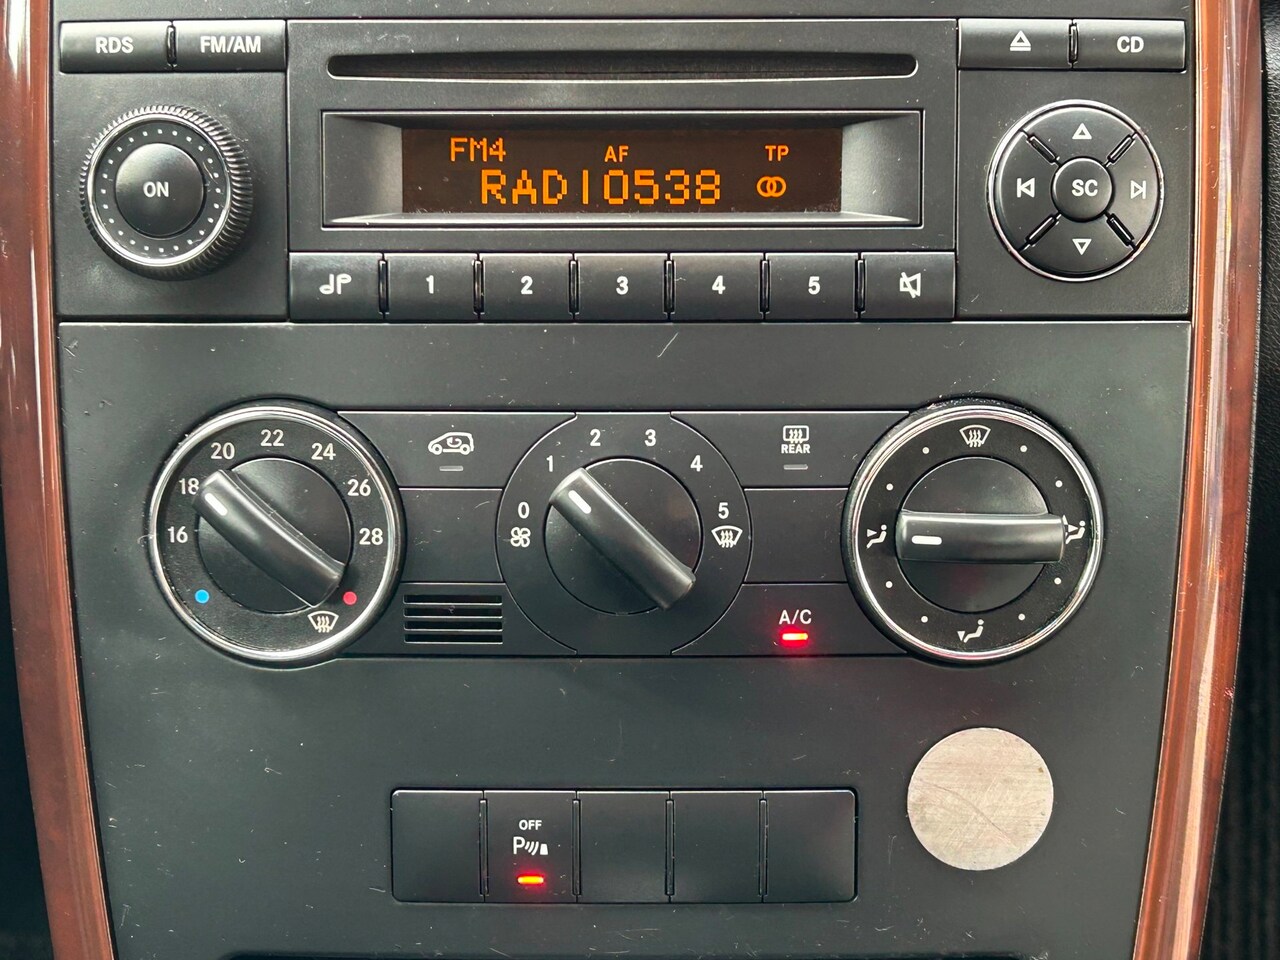 RDS FM/AM CD
FM4 AF TP
RADIO538
ON
SC
1 2 3 4 5
16 18 20 22 24 26 28
0 1 2 3 4 5
REAR
A/C
OFF
P